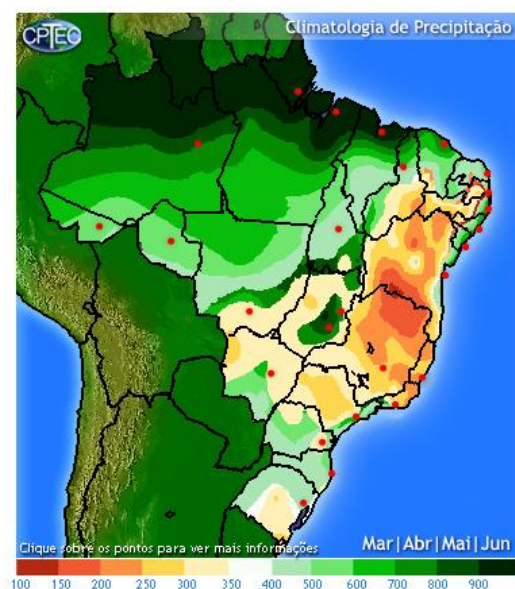 CPTEC
Climatologia de Precipitação
Clique sobre os pontos para ver mais informações
Mar|Abr|Mai|Jun
100 150 200 250 300 350 400 500 600 700 800 900